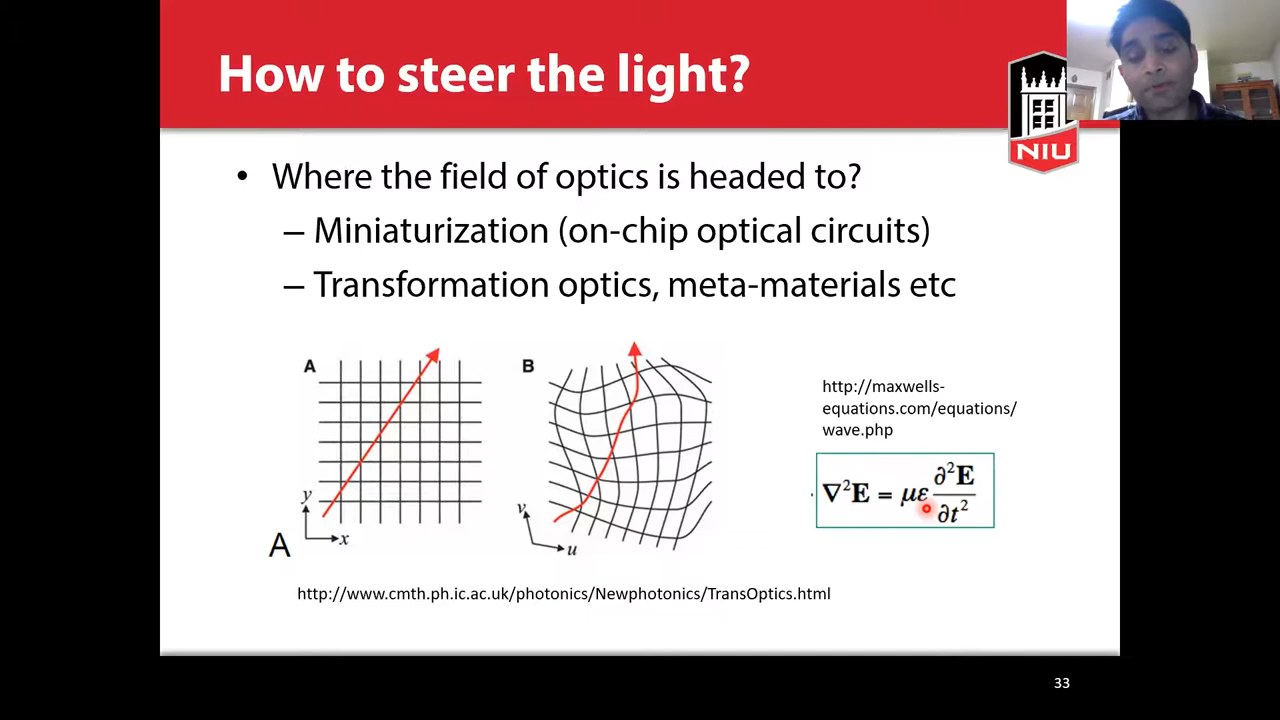 How to steer the light?
NIU
• Where the field of optics is headed to?
– Miniaturization (on-chip optical circuits)
– Transformation optics, meta-materials etc
A
B
y
x
A
v
u
http://maxwells-
equations.com/equations/
wave.php
∇²E = με ∂²E/∂t²
http://www.cmth.ph.ic.ac.uk/photonics/Newphotonics/TransOptics.html
33